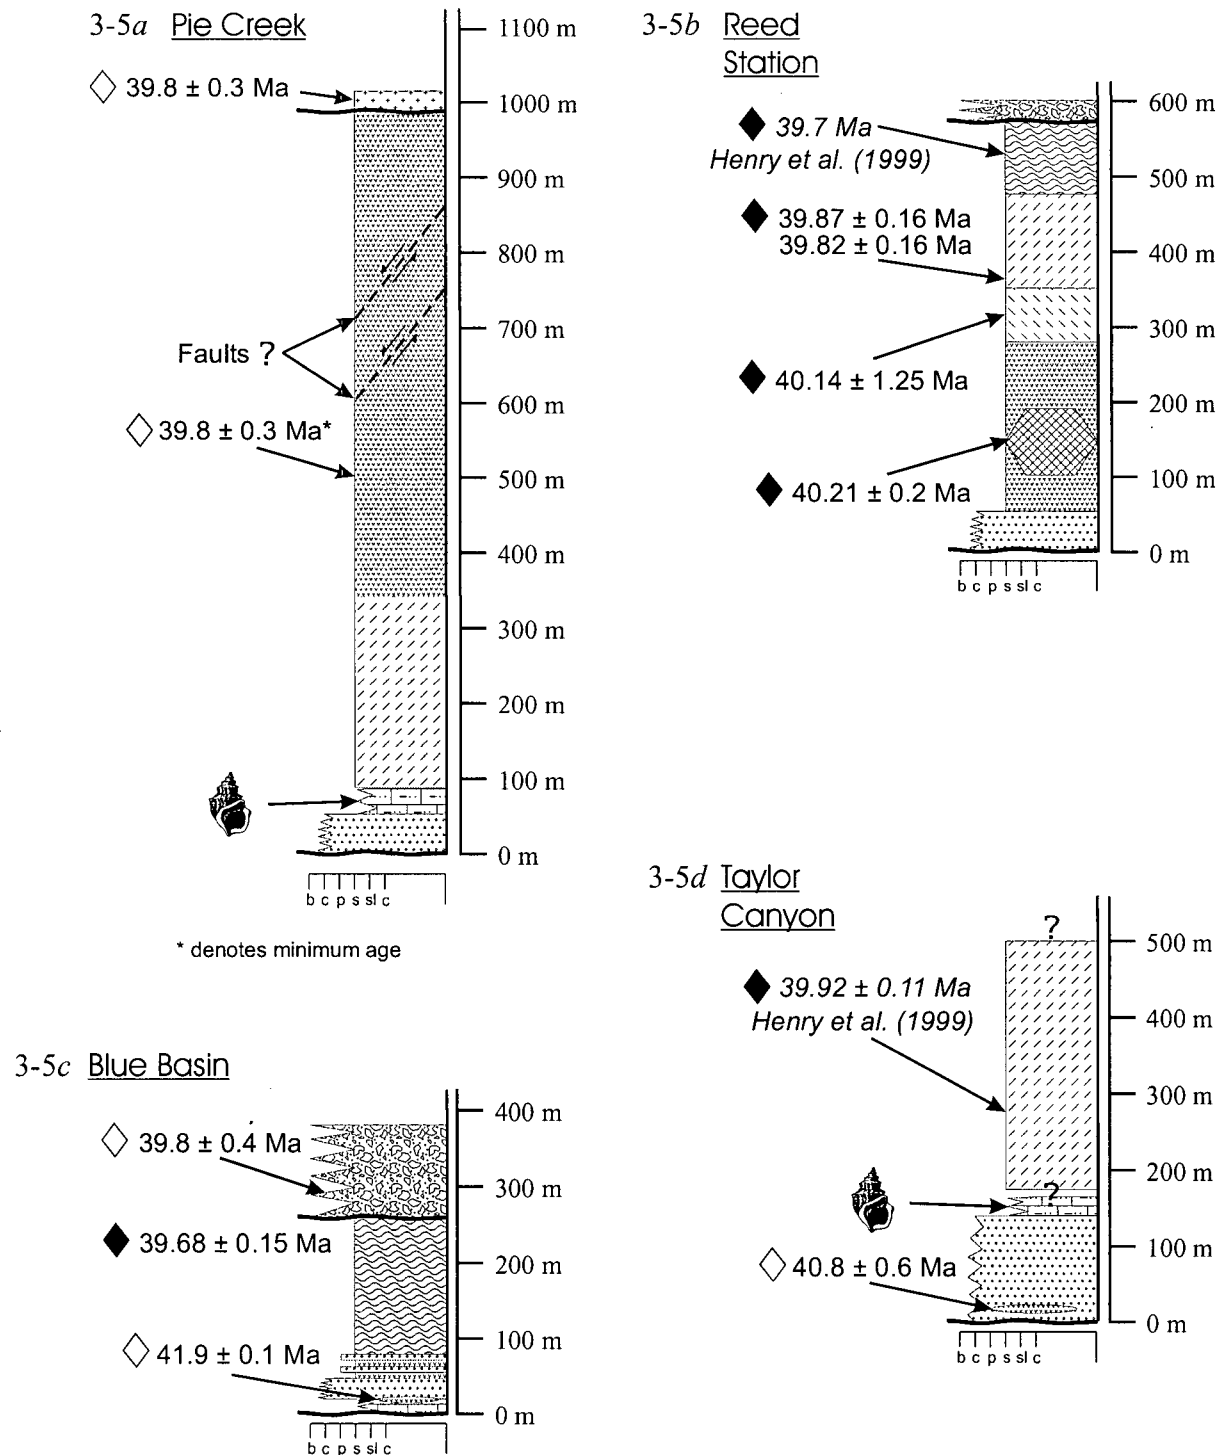 3-5a Pie Creek
39.8 ± 0.3 Ma
1100 m
1000 m
900 m
800 m
700 m
Faults ?
600 m
39.8 ± 0.3 Ma*
500 m
400 m
300 m
200 m
100 m
0 m
b c p s sl c
* denotes minimum age
3-5b Reed
Station
39.7 Ma
Henry et al. (1999)
39.87 ± 0.16 Ma
39.82 ± 0.16 Ma
40.14 ± 1.25 Ma
40.21 ± 0.2 Ma
600 m
500 m
400 m
300 m
200 m
100 m
0 m
b c p s sl c
3-5c Blue Basin
39.8 ± 0.4 Ma
39.68 ± 0.15 Ma
41.9 ± 0.1 Ma
400 m
300 m
200 m
100 m
0 m
b c p s sl c
3-5d Taylor
Canyon
?
39.92 ± 0.11 Ma
Henry et al. (1999)
?
40.8 ± 0.6 Ma
500 m
400 m
300 m
200 m
100 m
0 m
b c p s sl c